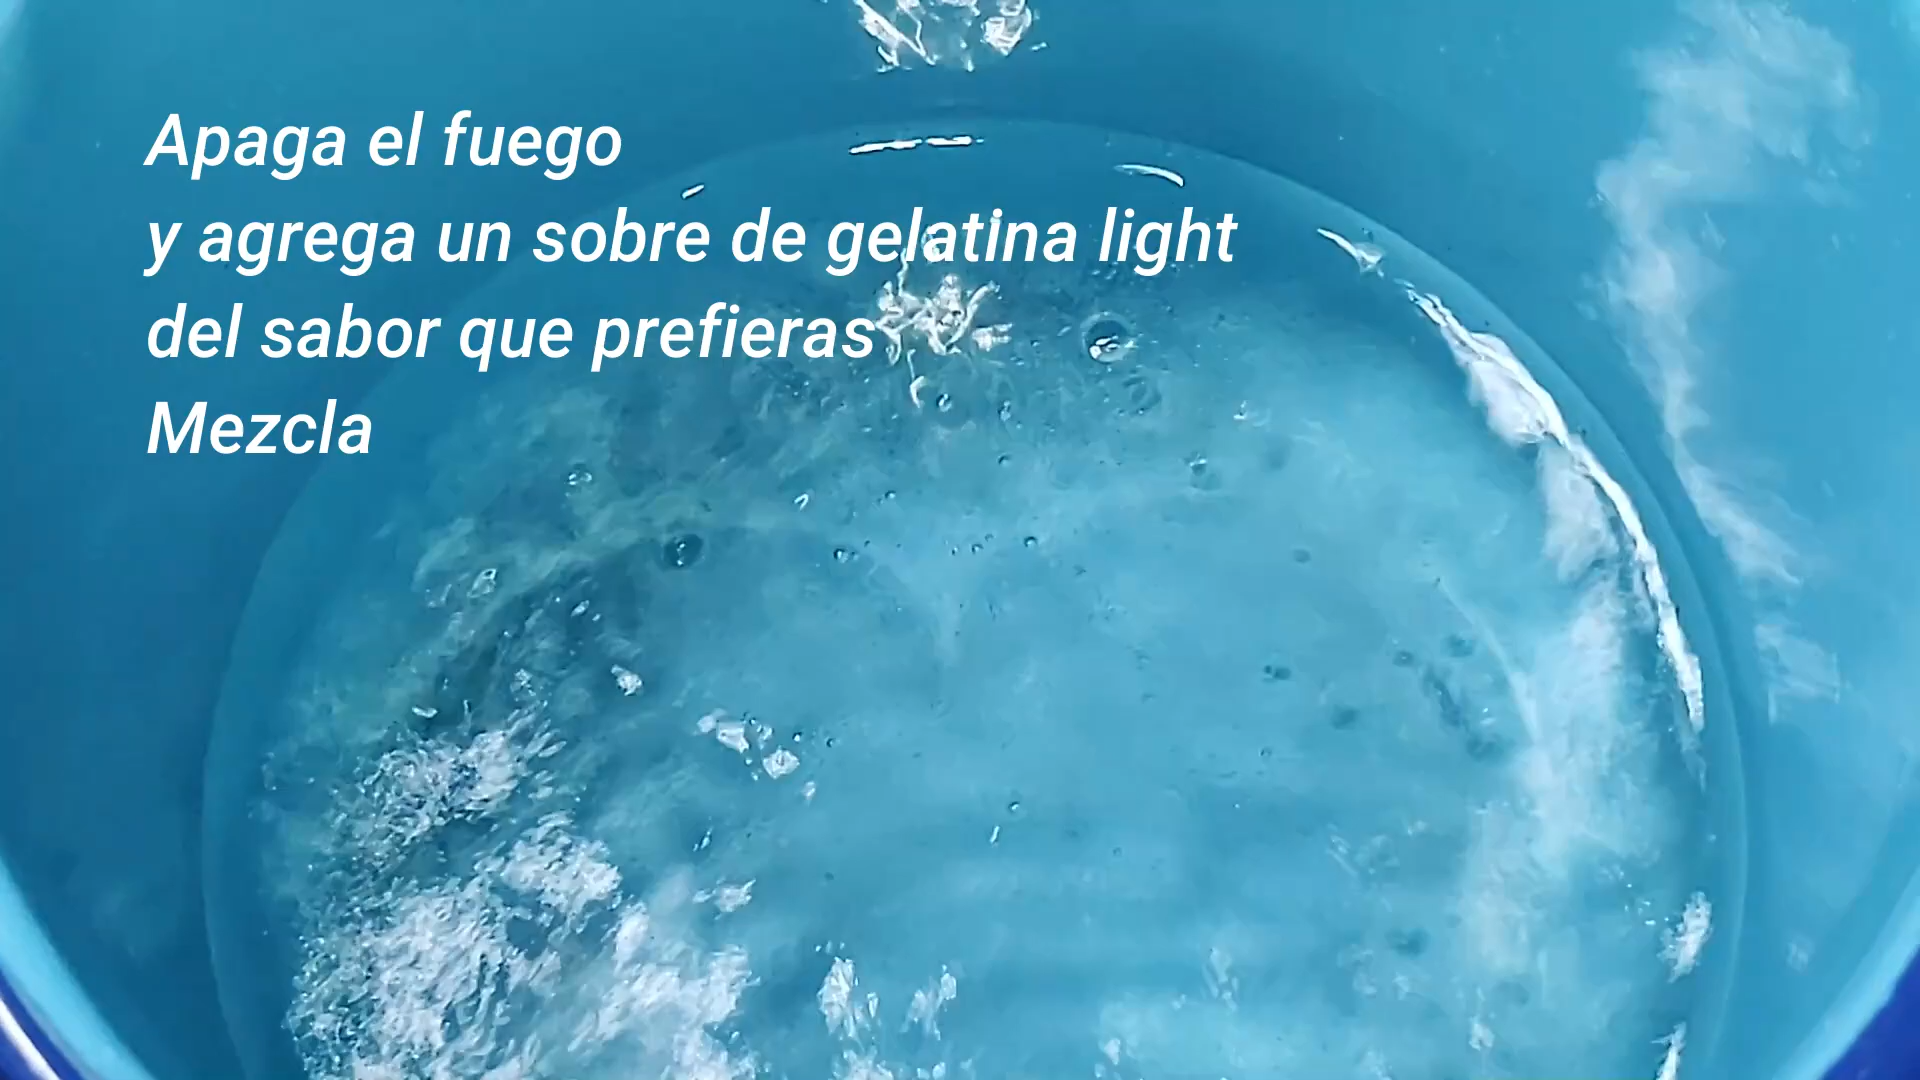 Apaga el fuego
y agrega un sobre de gelatina light
del sabor que prefieras
Mezcla